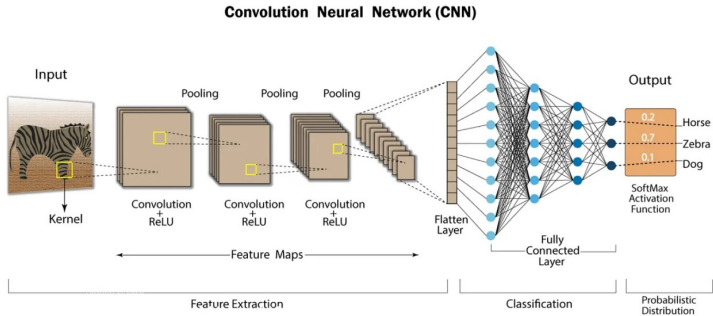 Convolution Neural Network (CNN)
Input
Pooling
Pooling
Pooling
Output
0.2
Horse
0.7
Zebra
0.1
Dog
Kernel
Convolution
+
ReLU
Convolution
+
ReLU
Convolution
+
ReLU
Flatten
Layer
SoftMax
Activation
Function
Fully
Connected
Layer
Feature Maps
Feature Extraction
Classification
Probabilistic
Distribution